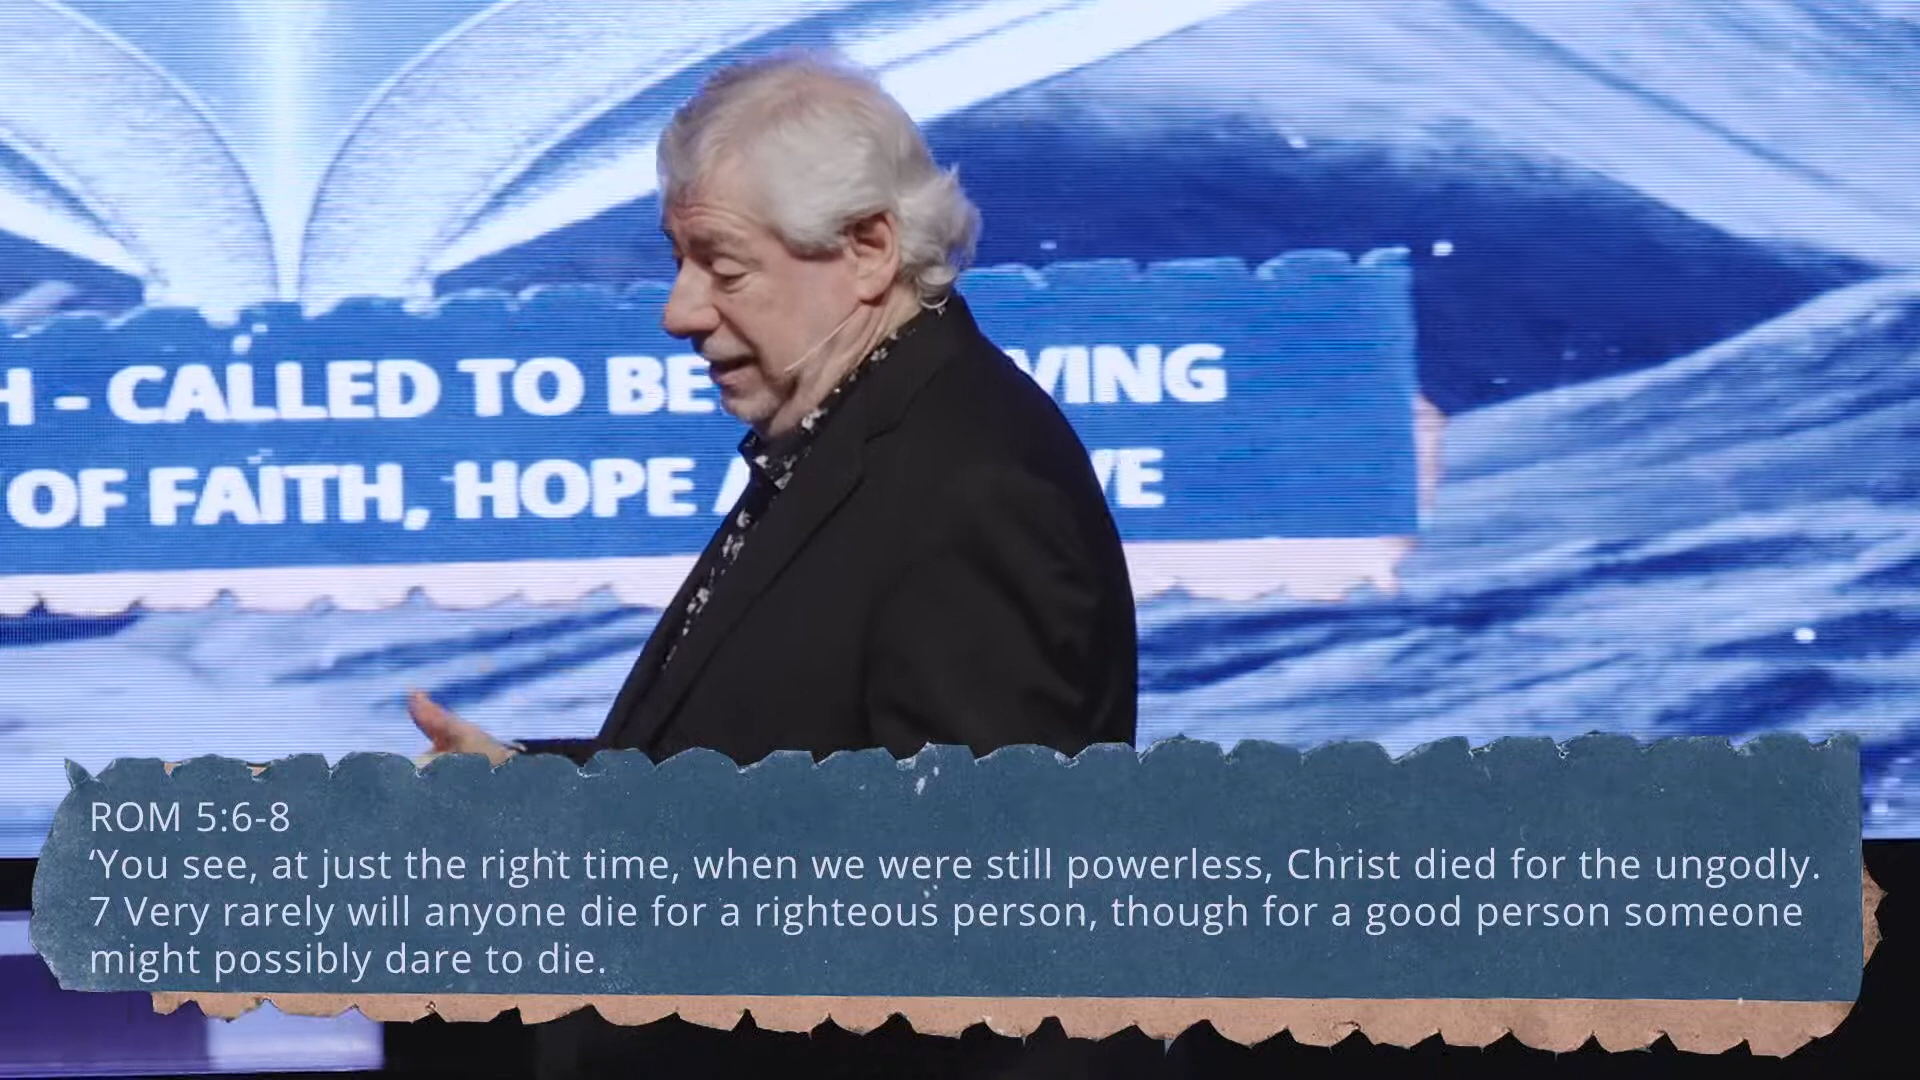 H - CALLED TO BE VING
OF FAITH, HOPE VE
ROM 5:6-8
‘You see, at just the right time, when we were still powerless, Christ died for the ungodly.
7 Very rarely will anyone die for a righteous person, though for a good person someone
might possibly dare to die.